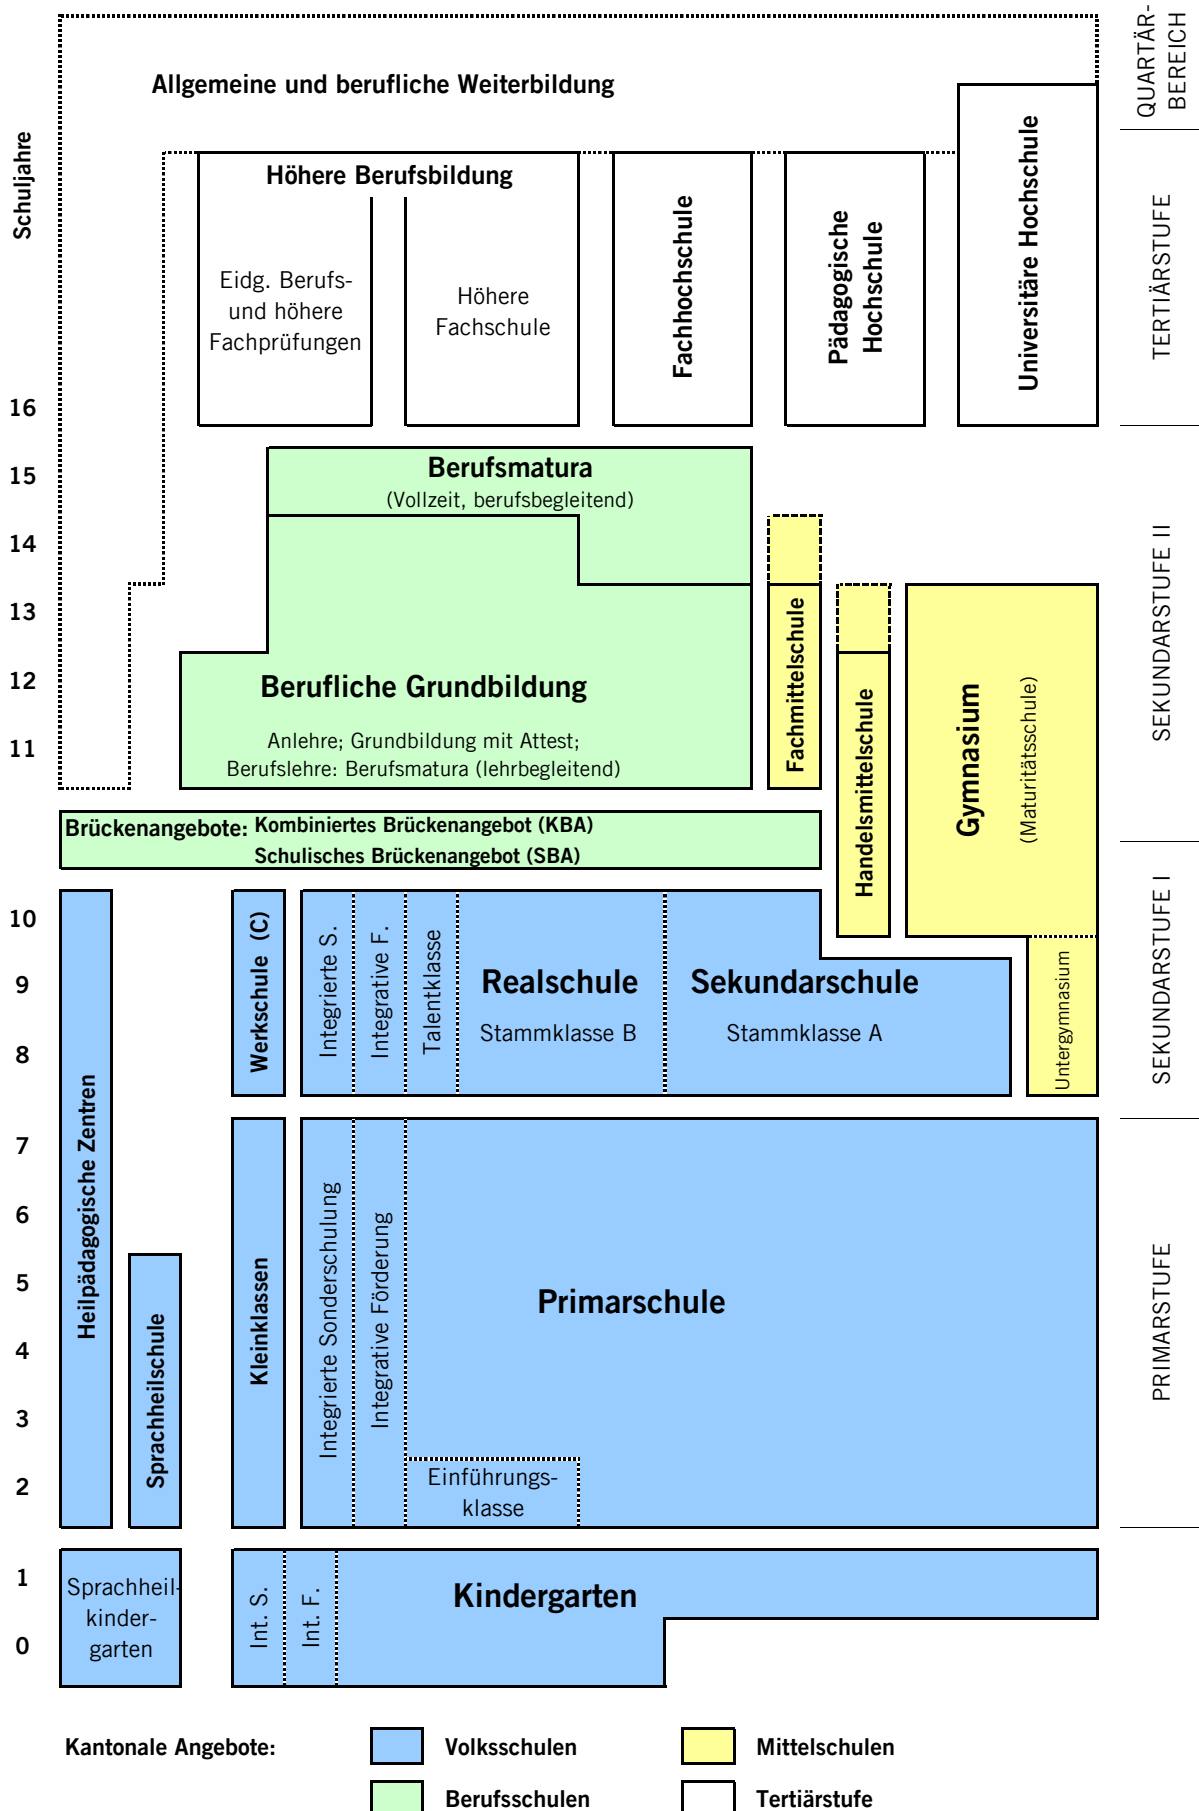 QUARTÄR-
BEREICH
Allgemeine und berufliche Weiterbildung
Schuljahre
Höhere Berufsbildung
Eidg. Berufs-
und höhere
Fachprüfungen
Höhere
Fachschule
Fachhochschule
Pädagogische
Hochschule
Universitäre Hochschule
TERTIÄRSTUFE
16
15
Berufsmatura
(Vollzeit, berufsbegleitend)
14
13
12
11
Berufliche Grundbildung
Anlehre; Grundbildung mit Attest;
Berufslehre: Berufsmatura (lehrbegleitend)
Fachmittelschule
Handelsmittelschule
Gymnasium
(Maturitätsschule)
SEKUNDARSTUFE II
Brückenangebote: Kombiniertes Brückenangebot (KBA)
Schulisches Brückenangebot (SBA)
10
9
8
Heilpädagogische Zentren
Werkschule (C)
Integrierte S.
Integrative F.
Talentklasse
Realschule
Stammklasse B
Sekundarschule
Stammklasse A
Untergymnasium
SEKUNDARSTUFE I
7
6
5
4
3
2
Sprachheilschule
Kleinklassen
Integrierte Sonderschulung
Integrative Förderung
Primarschule
Einführungs-
klasse
PRIMARSTUFE
1
0
Sprachheil-
kinder-
garten
Int. S.
Int. F.
Kindergarten
Kantonale Angebote:
Volksschulen
Mittelschulen
Berufsschulen
Tertiärstufe